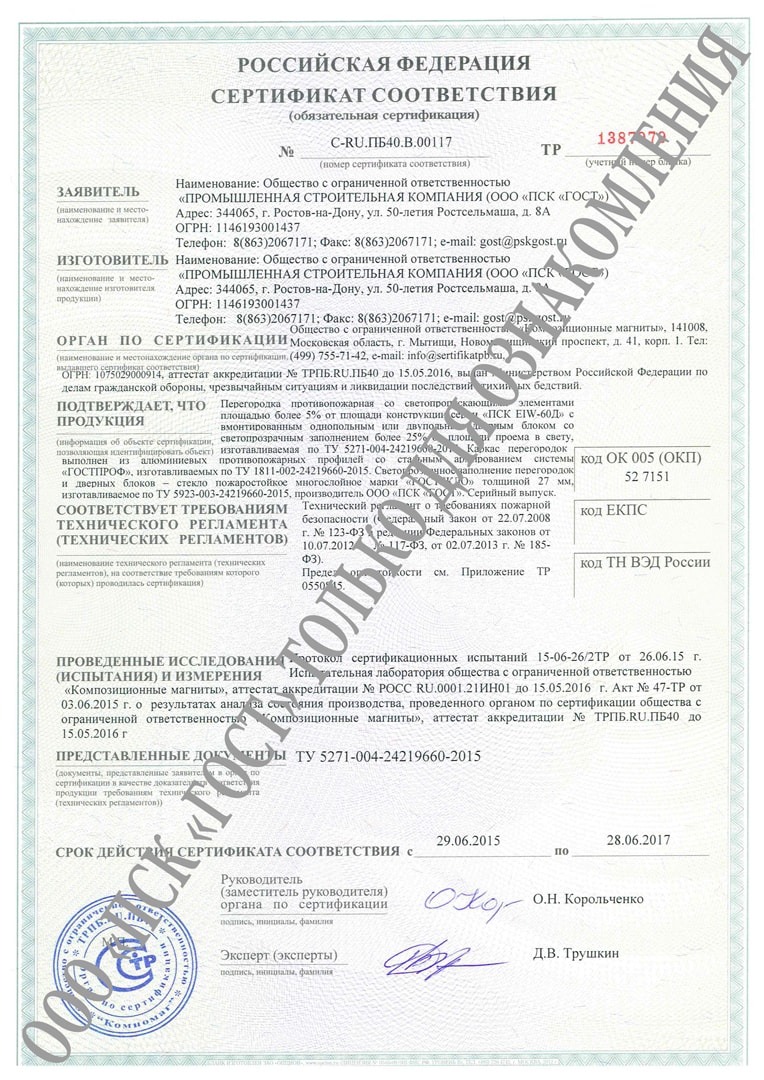 РОССИЙСКАЯ ФЕДЕРАЦИЯ
СЕРТИФИКАТ СООТВЕТСТВИЯ
(обязательная сертификация)
№ C-RU.ПБ40.В.00117
(номер сертификата соответствия)
ТР
(учетный номер бланка)
ЗАЯВИТЕЛЬ
(наименование и место-
нахождение заявителя)
Наименование: Общество с ограниченной ответственностью
«ПРОМЫШЛЕННАЯ СТРОИТЕЛЬНАЯ КОМПАНИЯ (ООО «ПСК «ГОСТ»)
Адрес: 344065, г. Ростов-на-Дону, ул. 50-летия Ростсельмаша, д. 8А
ОГРН: 1146193001437
Телефон: 8(863)2067171; Факс: 8(863)2067171; e-mail: gost@pskgost.ru
ИЗГОТОВИТЕЛЬ
(наименование и место-
нахождение изготовителя
продукции)
Наименование: Общество с ограниченной ответственностью
«ПРОМЫШЛЕННАЯ СТРОИТЕЛЬНАЯ КОМПАНИЯ (ООО «ПСК «ГОСТ»)
Адрес: 344065, г. Ростов-на-Дону, ул. 50-летия Ростсельмаша, д. 8А
ОГРН: 1146193001437
Телефон: 8(863)2067171; Факс: 8(863)2067171; e-mail: gost@pskgost.ru
ОРГАН ПО СЕРТИФИКАЦИИ
(наименование и местонахождение органа по сертификации,
выдавшего сертификат соответствия)
Общество с ограниченной ответственностью «Композиционные магниты», 141008,
Московская область, г. Мытищи, Новомытищинский проспект, д. 41, корп. 1. Тел:
(499) 755-71-42, e-mail: info@sertifikatpb.ru,
ОГРН: 1075029000914, аттестат аккредитации № ТРПБ.RU.ПБ40 до 15.05.2016, выдан Министерством Российской Федерации по
делам гражданской обороны, чрезвычайным ситуациям и ликвидации последствий стихийных бедствий.
ПОДТВЕРЖДАЕТ, ЧТО
ПРОДУКЦИЯ
(информация об объекте сертификации,
позволяющая идентифицировать объект)
Перегородка противопожарная со светопропускающими элементами
площадью более 5% от площади конструкции серии «ПСК EIW-60Д» с
вмонтированным однопольным или двупольным дверным блоком со
светопрозрачным заполнением более 25% площади проема в свету,
изготавливаемая по ТУ 5271-004-24219660-2015. Каркас перегородок
выполнен из алюминиевых противопожарных профилей со стальным армированием системы
«ГОСТПРОФ», изготавливаемых по ТУ 1811-002-24219660-2015. Светопрозрачное заполнение перегородок
и дверных блоков – стекло пожаростойкое многослойное марки толщиной 27 мм,
изготавливаемое по ТУ 5923-003-24219660-2015, производитель ООО «ПСК «ГОСТ». Серийный выпуск.
код ОК 005 (ОКП)
52 7151
код ЕКПС
код ТН ВЭД России
СООТВЕТСТВУЕТ ТРЕБОВАНИЯМ
ТЕХНИЧЕСКОГО РЕГЛАМЕНТА
(ТЕХНИЧЕСКИХ РЕГЛАМЕНТОВ)
(наименование технического регламента (технических
регламентов), на соответствие требованиям которого
(которых) проводилась сертификация)
Технический регламент о требованиях пожарной
безопасности (Федеральный закон от 22.07.2008
г. № 123-ФЗ в редакции Федеральных законов от
10.07.2012 г. № 117-ФЗ, от 02.07.2013 г. № 185-
ФЗ).
Предел огнестойкости см. Приложение ТР
ПРОВЕДЕННЫЕ ИССЛЕДОВАНИЯ
(ИСПЫТАНИЯ) И ИЗМЕРЕНИЯ
Протокол сертификационных испытаний 15-06-26/2ТР от 26.06.15 г.
Испытательная лаборатория общества с ограниченной ответственностью
«Композиционные магниты», аттестат аккредитации № РОСС RU.0001.21ИН01 до 15.05.2016 г. Акт № 47-ТР от
03.06.2015 г. о результатах анализа состояния производства, проведенного органом по сертификации общества с
ограниченной ответственностью «Композиционные магниты», аттестат аккредитации № ТРПБ.RU.ПБ40 до
15.05.2016 г
ПРЕДСТАВЛЕННЫЕ ДОКУМЕНТЫ
(документы, представленные заявителем в орган по
сертификации в качестве доказательств соответствия
продукции требованиям технического регламента
(технических регламентов))
ТУ 5271-004-24219660-2015
СРОК ДЕЙСТВИЯ СЕРТИФИКАТА СООТВЕТСТВИЯ с 29.06.2015 по 28.06.2017
Руководитель
(заместитель руководителя)
органа по сертификации
подпись, инициалы, фамилия
О.Н. Корольченко
Эксперт (эксперты)
подпись, инициалы, фамилия
Д.В. Трушкин
М.П.
Общество с ограниченной ответственностью
ТРПБ.RU.ПБ40
орган по сертификации
«Компомаг»
ООО «ПСК «ГОСТ» ТОЛЬКО ДЛЯ ОЗНАКОМЛЕНИЯ